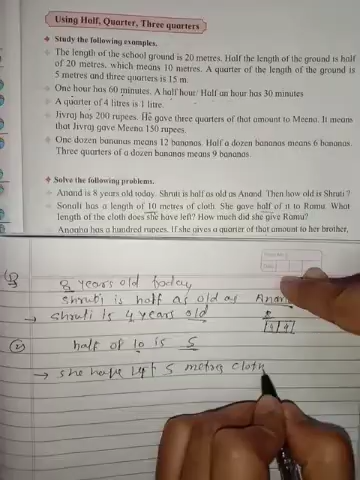 Using Half, Quarter, Three quarters
Study the following examples.
The length of the school ground is 20 metres. Half the length of the ground is half
of 20 metres, which means 10 metres. A quarter of the length of the ground is
5 metres and three quarters is 15 m.
One hour has 60 minutes. A half hour/ Half an hour has 30 minutes
A quarter of 4 litres is 1 litre.
Jivraj has 200 rupees. He gave three quarters of that amount to Meena. It means
that Jivraj gave Meena 150 rupees.
One dozen bananas means 12 bananas. Half a dozen bananas means 6 bananas.
Three quarters of a dozen bananas means 9 bananas.
Solve the following problems.
Anand is 8 years old today. Shruti is half as old as Anand. Then how old is Shruti ?
Sonali has a length of 10 metres of cloth. She gave half of it to Ramu. What
length of the cloth does she have left? How much did she give Ramu?
Anagha has a hundred rupees. If she gives a quarter of that amount to her brother,
8 years old today
Shruti is half as old as Anan
→ Shruti is 4 years old
8
4 4
(2) half of 10 is 5
→ she have left 5 metres cloth